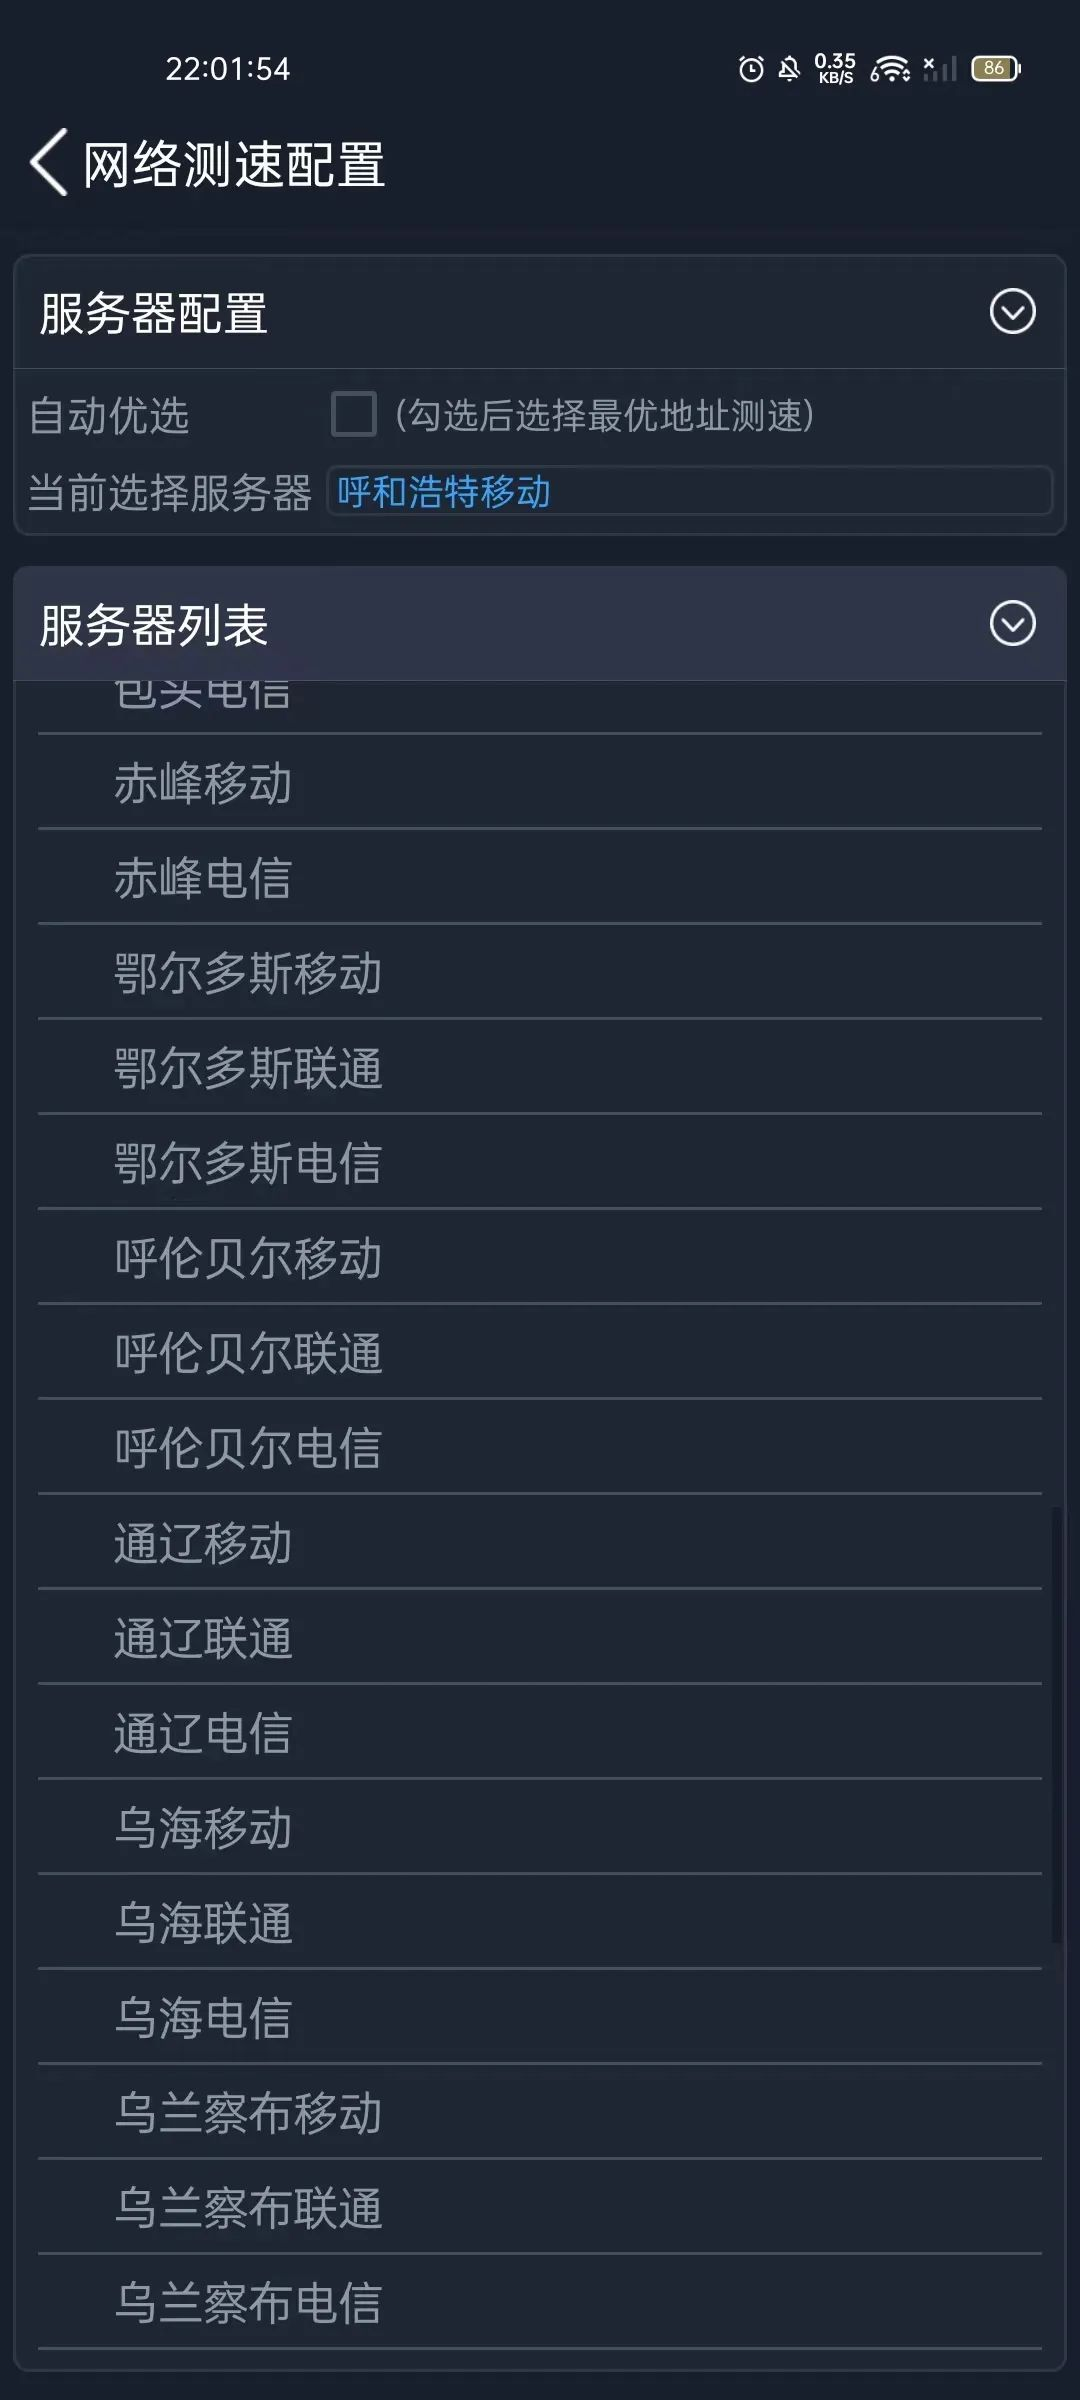 22:01:54
0.35
KB/S
6
86
网络测速配置
服务器配置
自动优选
(勾选后选择最优地址测速)
当前选择服务器
呼和浩特移动
服务器列表
包头电信
赤峰移动
赤峰电信
鄂尔多斯移动
鄂尔多斯联通
鄂尔多斯电信
呼伦贝尔移动
呼伦贝尔联通
呼伦贝尔电信
通辽移动
通辽联通
通辽电信
乌海移动
乌海联通
乌海电信
乌兰察布移动
乌兰察布联通
乌兰察布电信